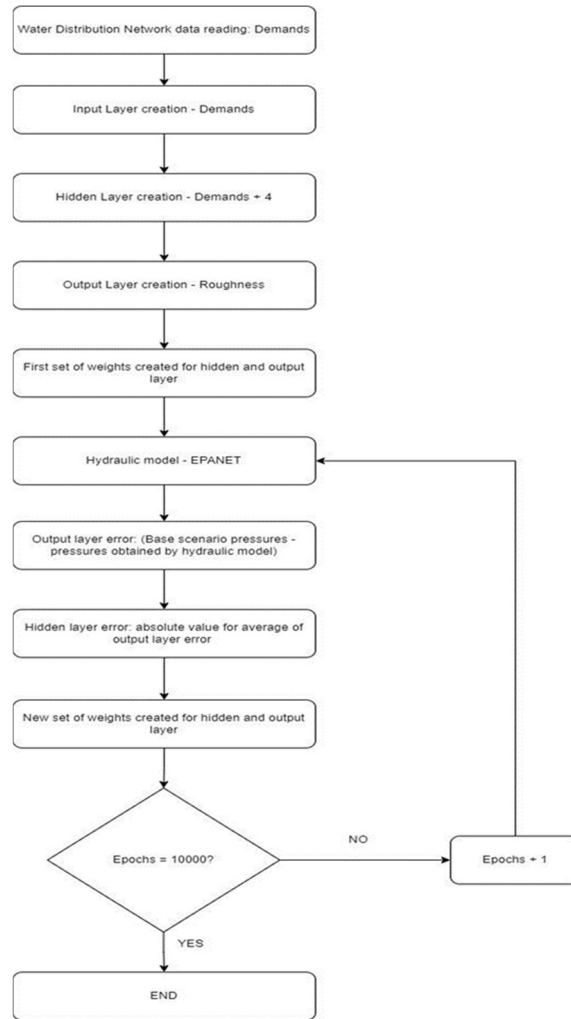 Water Distribution Network data reading: Demands
Input Layer creation - Demands
Hidden Layer creation - Demands + 4
Output Layer creation - Roughness
First set of weights created for hidden and output
layer
Hydraulic model - EPANET
Output layer error: (Base scenario pressures -
pressures obtained by hydraulic model)
Hidden layer error: absolute value for average of
output layer error
New set of weights created for hidden and output
layer
Epochs = 10000?
NO
Epochs + 1
YES
END